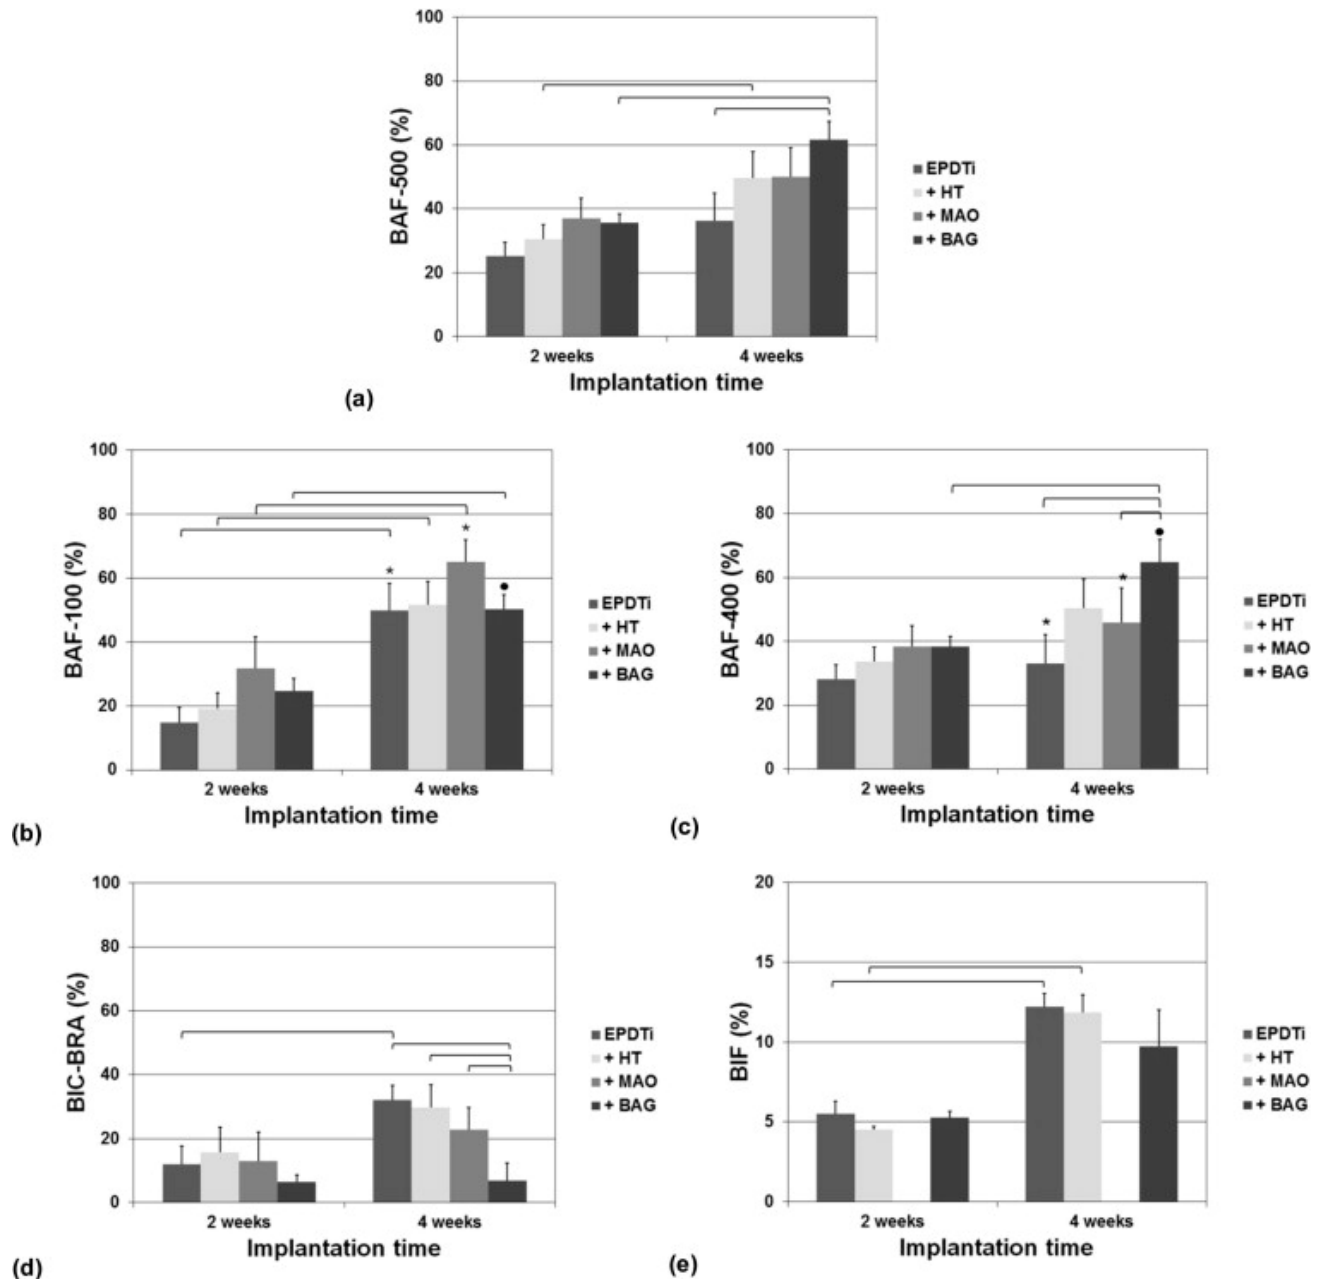 100
80
60
40
20
0
BAF-500 (%)
2 weeks 4 weeks
Implantation time
EPDTi
+ HT
+ MAO
+ BAG
(a)
100
80
60
40
20
0
BAF-100 (%)
* * •
2 weeks 4 weeks
Implantation time
EPDTi
+ HT
+ MAO
+ BAG
(b)
100
80
60
40
20
0
BAF-400 (%)
* * •
2 weeks 4 weeks
Implantation time
EPDTi
+ HT
+ MAO
+ BAG
(c)
100
80
60
40
20
0
BIC-BRA (%)
2 weeks 4 weeks
Implantation time
EPDTi
+ HT
+ MAO
+ BAG
(d)
20
15
10
5
0
BIF (%)
2 weeks 4 weeks
Implantation time
EPDTi
+ HT
+ MAO
+ BAG
(e)